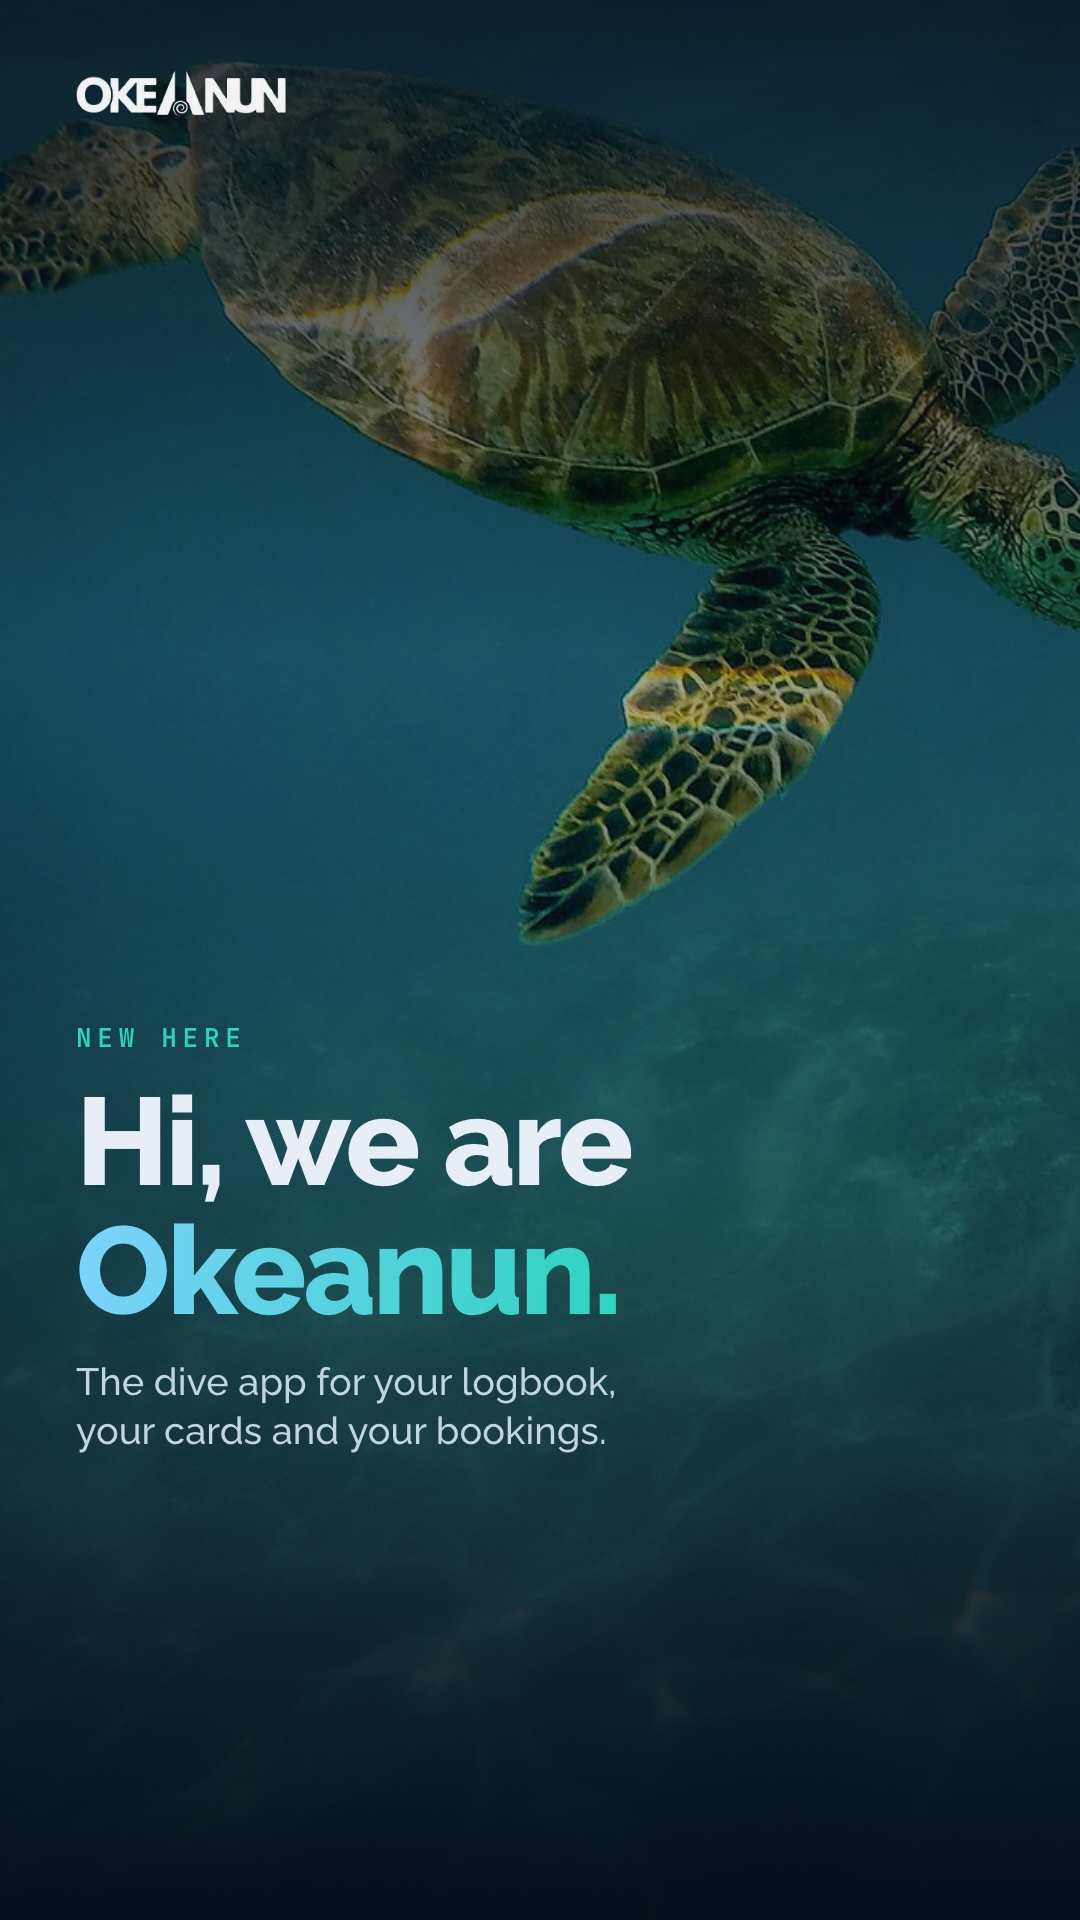 OKEANUN
NEW HERE
Hi, we are
Okeanun.
The dive app for your logbook,
your cards and your bookings.